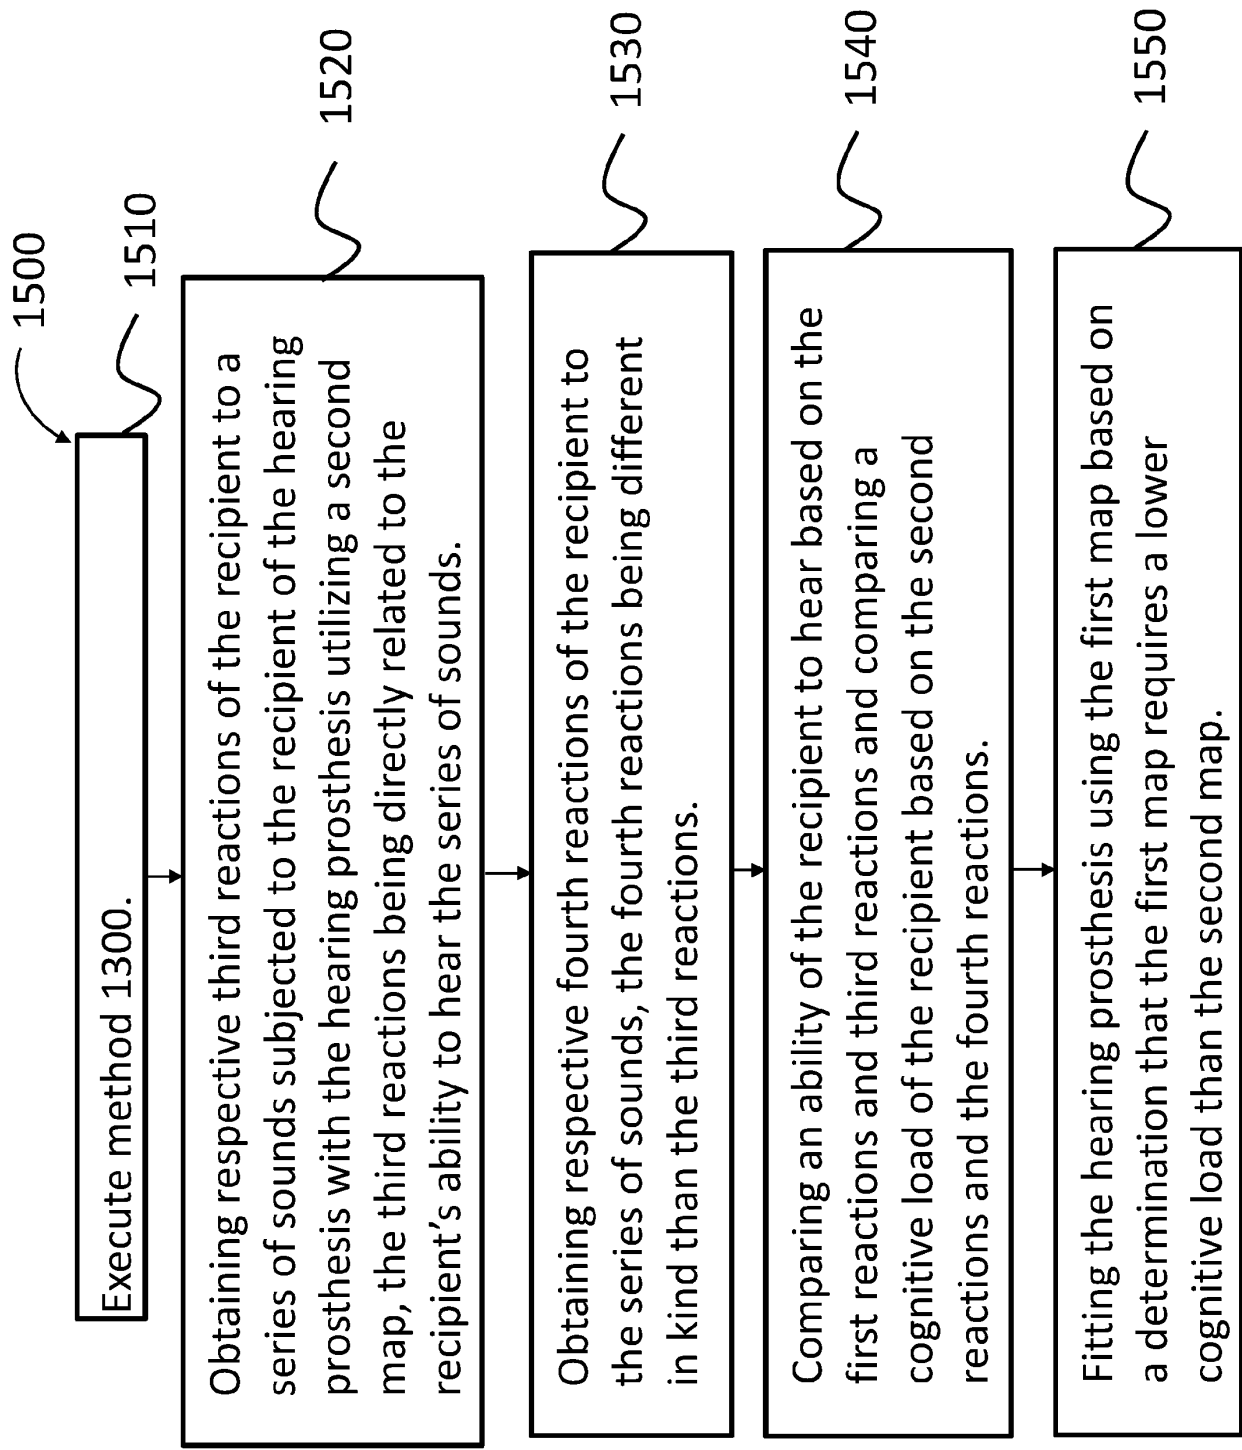 1500
1510
Execute method 1300.
1520
Obtaining respective third reactions of the recipient to a
series of sounds subjected to the recipient of the hearing
prosthesis with the hearing prosthesis utilizing a second
map, the third reactions being directly related to the
recipient's ability to hear the series of sounds.
1530
Obtaining respective fourth reactions of the recipient to
the series of sounds, the fourth reactions being different
in kind than the third reactions.
1540
Comparing an ability of the recipient to hear based on the
first reactions and third reactions and comparing a
cognitive load of the recipient based on the second
reactions and the fourth reactions.
1550
Fitting the hearing prosthesis using the first map based on
a determination that the first map requires a lower
cognitive load than the second map.